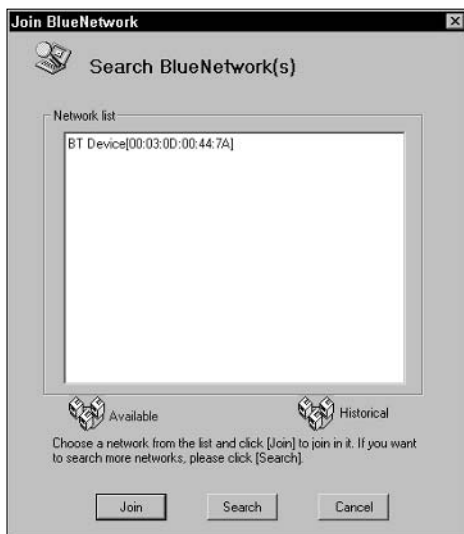 Join BlueNetwork
Search BlueNetwork(s)
Network list
BT Device[00:03:0D:00:44:7A]
Available
Historical
Choose a network from the list and click [Join] to join in it. If you want
to search more networks, please click [Search].
Join
Search
Cancel